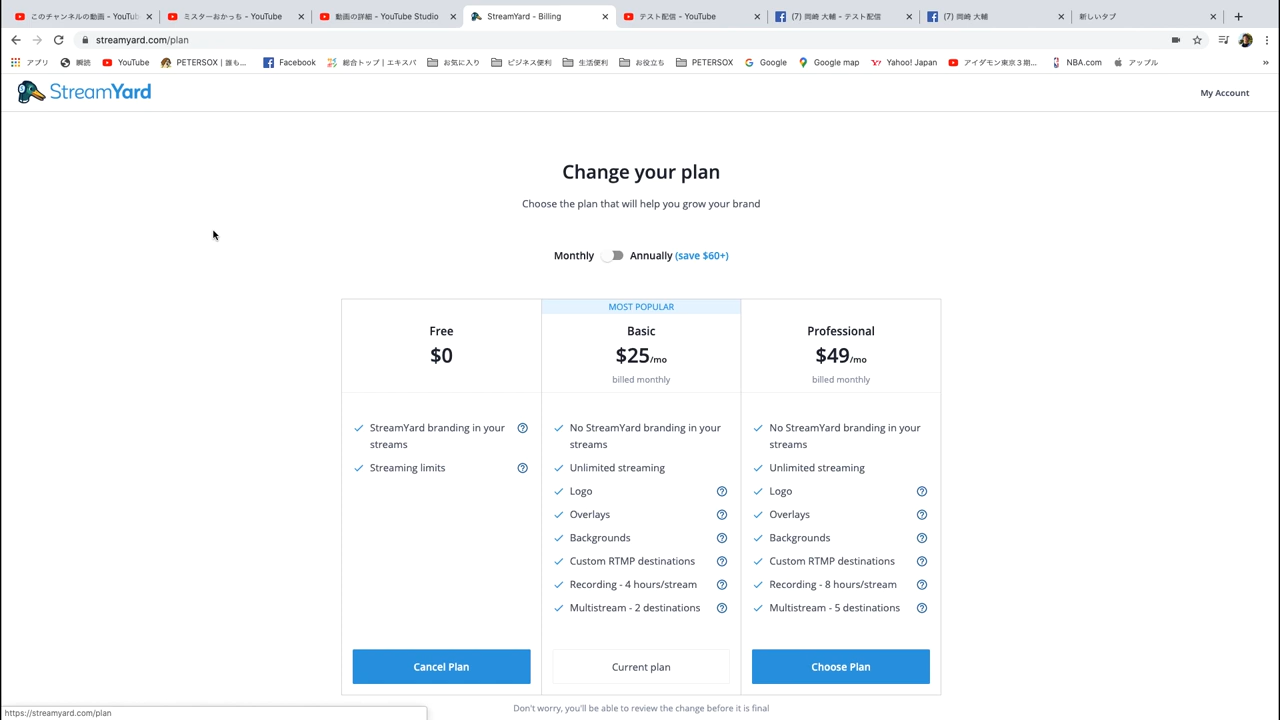 このチャンネルの動画 - YouTub
ミスターおかっち - YouTube
動画の詳細 - YouTube Studio
StreamYard - Billing
テスト配信 - YouTube
(7) 岡崎 大輔 - テスト配信
(7) 岡崎 大輔
新しいタブ
streamyard.com/plan
アプリ
瞬読
YouTube
PETERSOX | 誰も...
Facebook
総合トップ | エキスパ
お気に入り
ビジネス便利
生活便利
お役立ち
PETERSOX
Google
Google map
Yahoo! Japan
アイダモン東京３期...
NBA.com
アップル
»
StreamYard
My Account
Change your plan
Choose the plan that will help you grow your brand
Monthly
Annually (save $60+)
MOST POPULAR
Free
$0
StreamYard branding in your
streams
Streaming limits
Cancel Plan
Basic
$25/mo
billed monthly
No StreamYard branding in your
streams
Unlimited streaming
Logo
Overlays
Backgrounds
Custom RTMP destinations
Recording - 4 hours/stream
Multistream - 2 destinations
Current plan
Professional
$49/mo
billed monthly
No StreamYard branding in your
streams
Unlimited streaming
Logo
Overlays
Backgrounds
Custom RTMP destinations
Recording - 8 hours/stream
Multistream - 5 destinations
Choose Plan
Don't worry, you'll be able to review the change before it is final
https://streamyard.com/plan